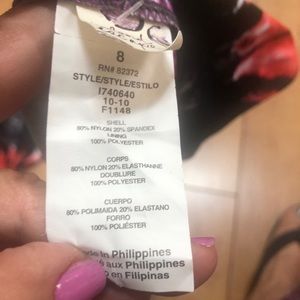 8
RN# 82372
STYLE/STYLE/ESTILO
I740640
10-10
F1148
SHELL
80% NYLON 20% SPANDEX
LINING
100% POLYESTER
CORPS
80% NYLON 20% ELASTHANNE
DOUBLURE
100% POLYESTER
CUERPO
80% POLIMAIDA 20% ELASTANO
FORRO
100% POLIÉSTER
in Philippines
aux Philippines
en Filipinas